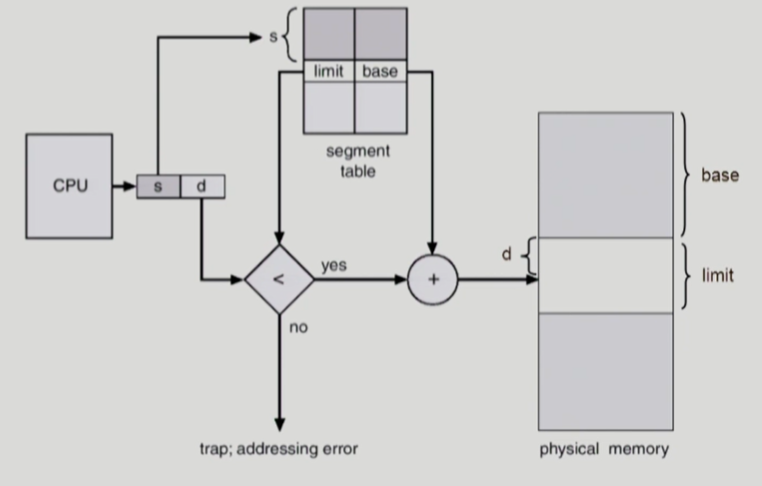 s
limit base
segment
table
CPU
s d
base
<
yes
+
d
limit
no
trap; addressing error
physical memory